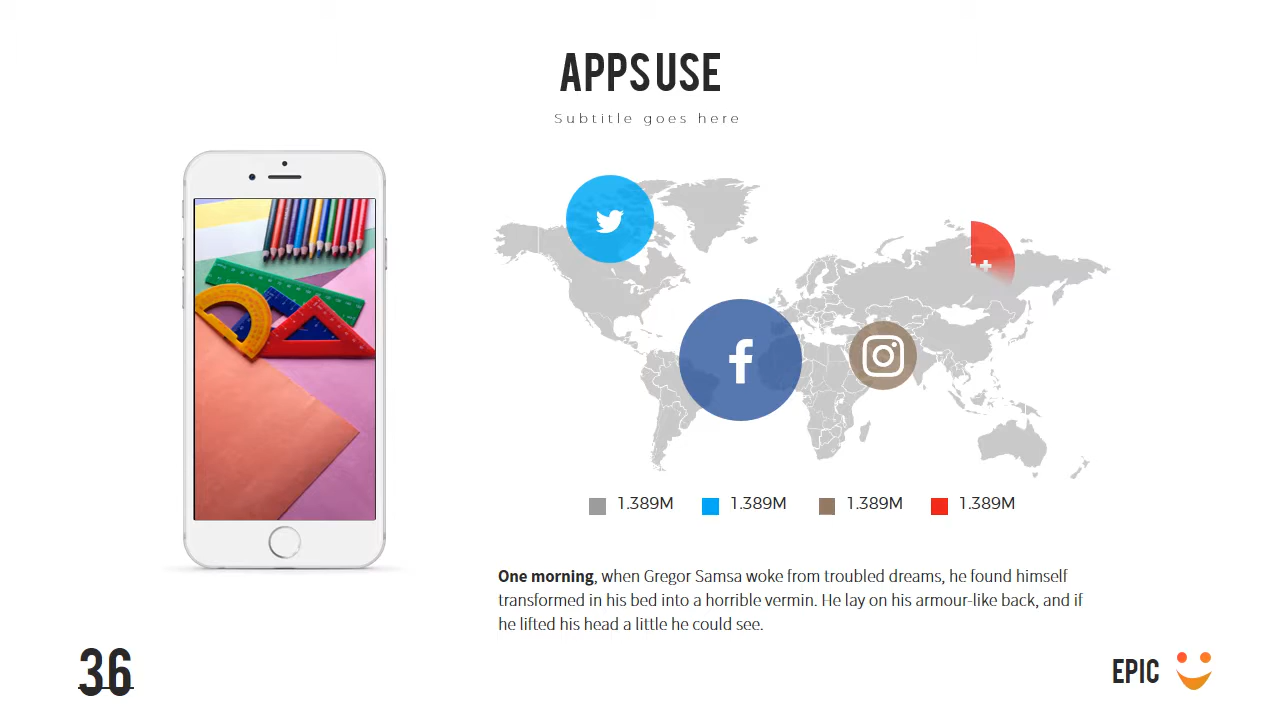 APPS USE
Subtitle goes here
1.389M 1.389M 1.389M 1.389M
One morning, when Gregor Samsa woke from troubled dreams, he found himself
transformed in his bed into a horrible vermin. He lay on his armour-like back, and if
he lifted his head a little he could see.
36
EPIC